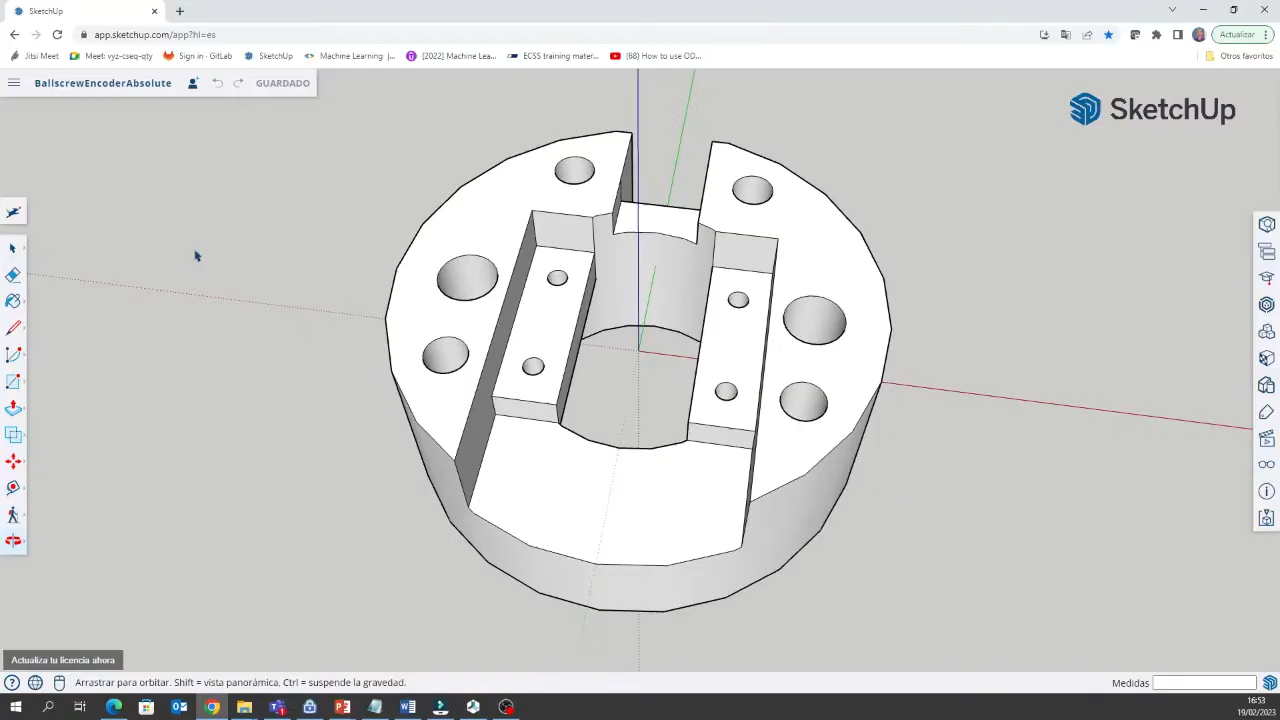 SketchUp
app.sketchup.com/app?hl=es
Actualizar
Jitsi Meet
Meet: vyz-cseq-qty
Sign in · GitLab
SketchUp
Machine Learning |...
[2022] Machine Lea...
ECSS training mater...
(68) How to use OD...
Otros favoritos
BallscrewEncoderAbsolute
GUARDADO
SketchUp
Actualiza tu licencia ahora
Arrastrar para orbitar. Shift = vista panorámica, Ctrl = suspende la gravedad.
Medidas
16:53
19/02/2023